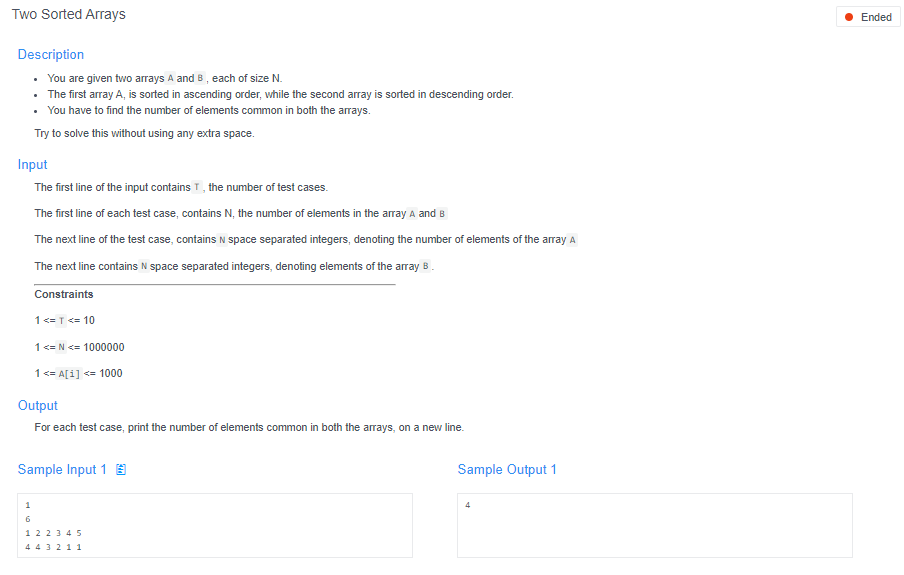 Two Sorted Arrays
Ended
Description
You are given two arrays A and B , each of size N.
The first array A, is sorted in ascending order, while the second array is sorted in descending order.
You have to find the number of elements common in both the arrays.
Try to solve this without using any extra space.
Input
The first line of the input contains T , the number of test cases.
The first line of each test case, contains N, the number of elements in the array A and B
The next line of the test case, contains N space separated integers, denoting the number of elements of the array A
The next line contains N space separated integers, denoting elements of the array B .
Constraints
1 <= T <= 10
1 <= N <= 1000000
1 <= A[i] <= 1000
Output
For each test case, print the number of elements common in both the arrays, on a new line.
Sample Input 1
1
6
1 2 2 3 4 5
4 4 3 2 1 1
Sample Output 1
4